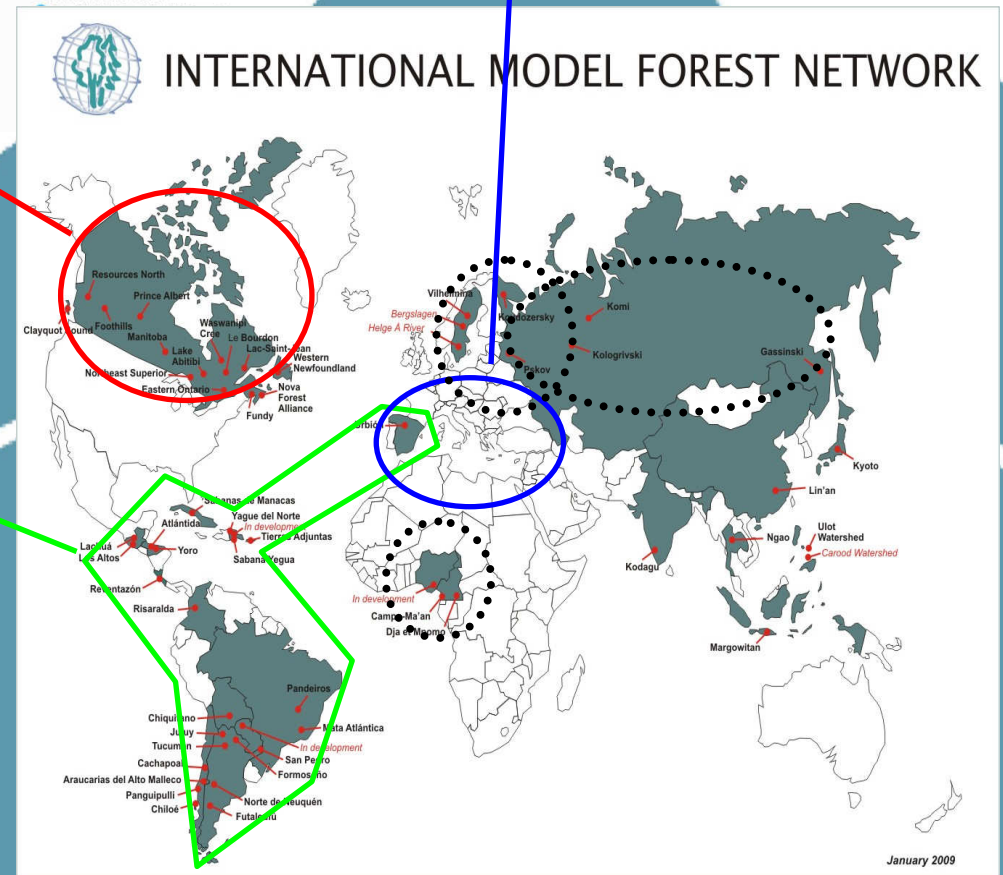 INTERNATIONAL MODEL FOREST NETWORK
Resources North
Prince Albert
Clayoquot Sound
Foothills
Manitoba
Waswanipi
Cree
Le Bourdon
Lake
Abitibi
Lac-Saint-Jean
Western
Newfoundland
Northeast Superior
Eastern Ontario
Nova
Forest
Alliance
Fundy
Vilhelmina
Bergslagen
Helge Å River
Komi
Kologrivski
Pskov
Gassinski
Urbión
Kyoto
Lin'an
Sabanas de Manacas
Atlántida
Yague del Norte
In development
Tierras Adjuntas
Lachuá
Los Altos
Yoro
Sabana Yegua
Reventazón
Risaralda
Ngao
Ulot
Watershed
Carood Watershed
Kodagu
In development
Campo Ma'an
Dja et Mpomo
Margowitan
Pandeiros
Chiquitano
Mata Atlántica
Jujuy
Tucumán
In development
San Pedro
Cachapoal
Formoseño
Araucarias del Alto Malleco
Panguipulli
Norte de Neuquén
Chiloé
Futaleufú
January 2009